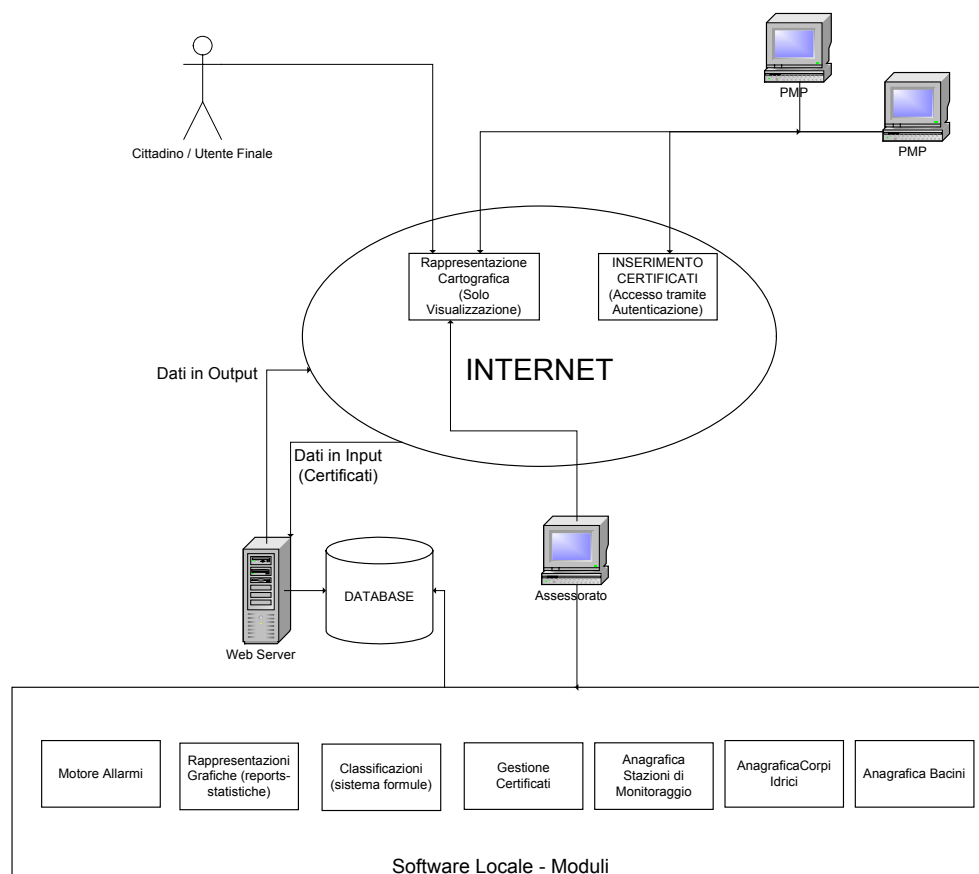 PMP
PMP
Cittadino / Utente Finale
Rappresentazione
Cartografica
(Solo
Visualizzazione)
INSERIMENTO
CERTIFICATI
(Accesso tramite
Autenticazione)
INTERNET
Dati in Output
Dati in Input
(Certificati)
DATABASE
Assessorato
Web Server
Motore Allarmi
Rappresentazioni
Grafiche (reports-
statistiche)
Classificazioni
(sistema formule)
Gestione
Certificati
Anagrafica
Stazioni di
Monitoraggio
AnagraficaCorpi
Idrici
Anagrafica Bacini
Software Locale - Moduli